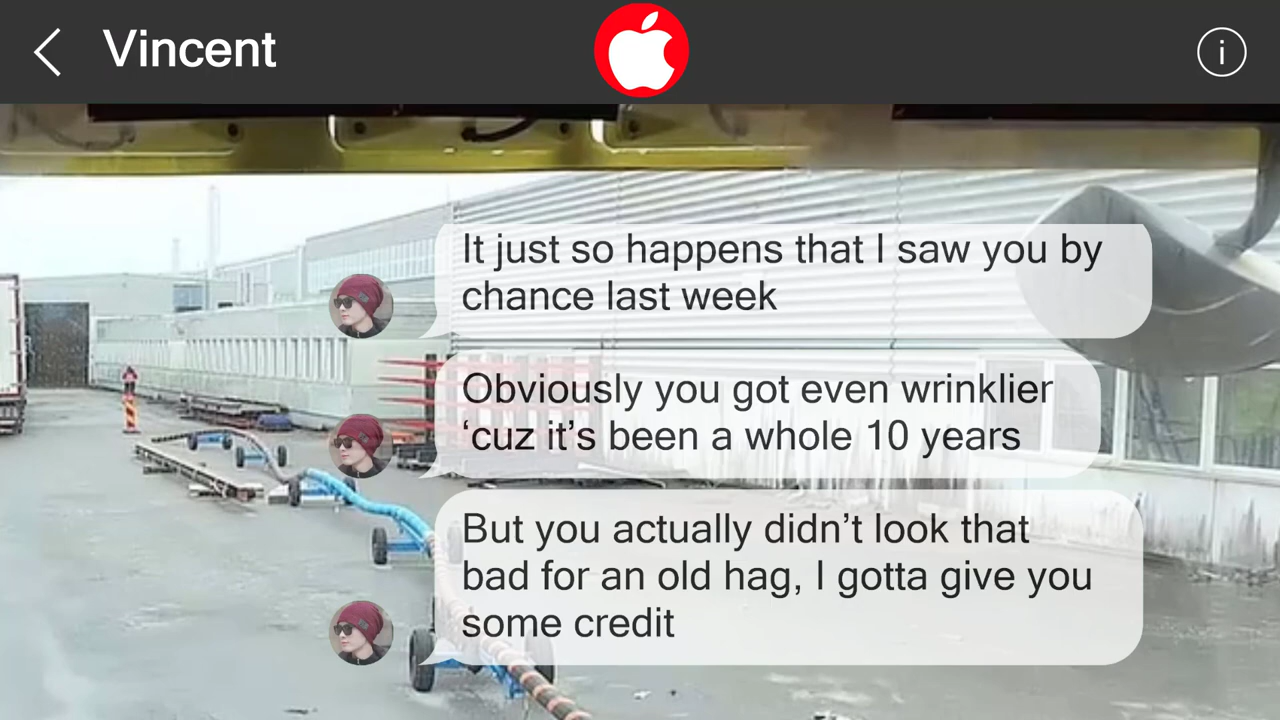 Vincent
i
It just so happens that I saw you by
chance last week
Obviously you got even wrinklier
‘cuz it’s been a whole 10 years
But you actually didn’t look that
bad for an old hag, I gotta give you
some credit